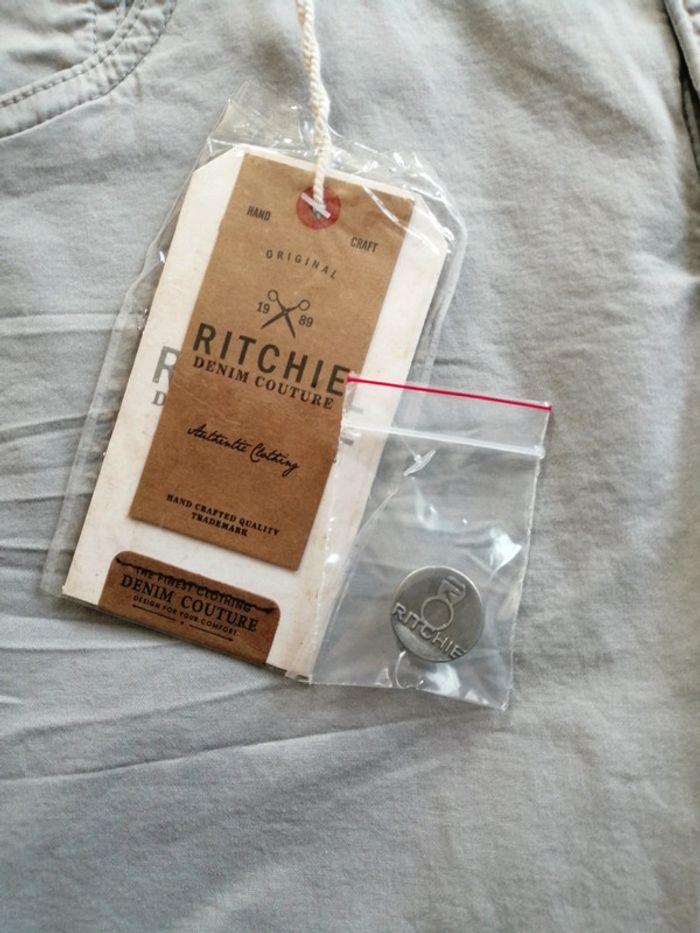 HAND
CRAFT
ORIGINAL
19 89
RITCHIE
DENIM COUTURE
Authentic Clothing
HAND CRAFTED QUALITY
TRADEMARK
THE FINEST CLOTHING
DENIM COUTURE
DESIGN FOR YOUR COMFORT
RITCHIE